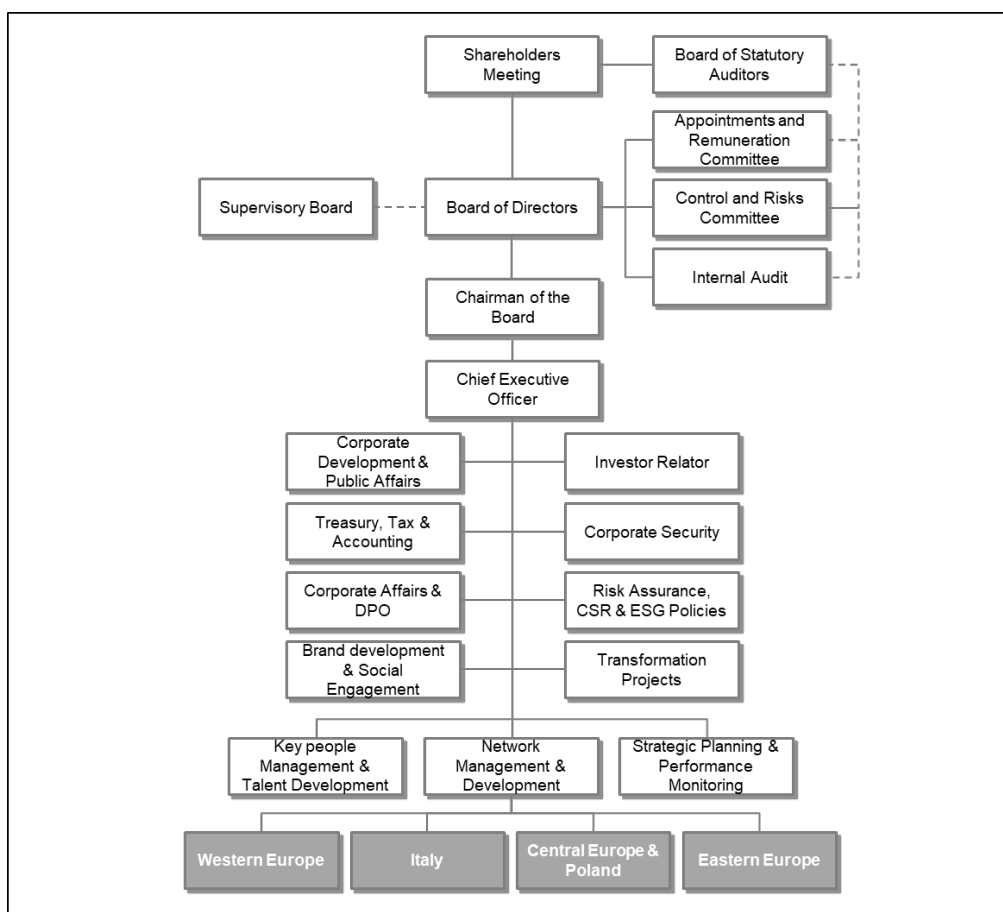 Shareholders
Meeting
Board of Statutory
Auditors
Appointments and
Remuneration
Committee
Supervisory Board
Board of Directors
Control and Risks
Committee
Internal Audit
Chairman of the
Board
Chief Executive
Officer
Corporate
Development &
Public Affairs
Investor Relator
Treasury, Tax &
Accounting
Corporate Security
Corporate Affairs &
DPO
Risk Assurance,
CSR & ESG Policies
Brand development
& Social
Engagement
Transformation
Projects
Key people
Management &
Talent Development
Network
Management &
Development
Strategic Planning &
Performance
Monitoring
Western Europe
Italy
Central Europe &
Poland
Eastern Europe